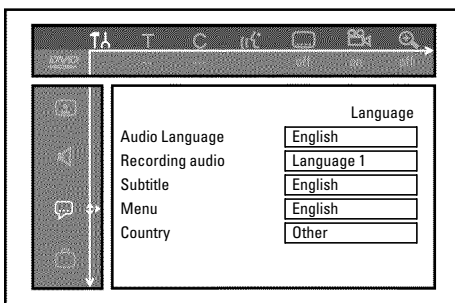 T C
DVD
off on off
Language
Audio Language English
Recording audio Language 1
Subtitle English
Menu English
Country Other